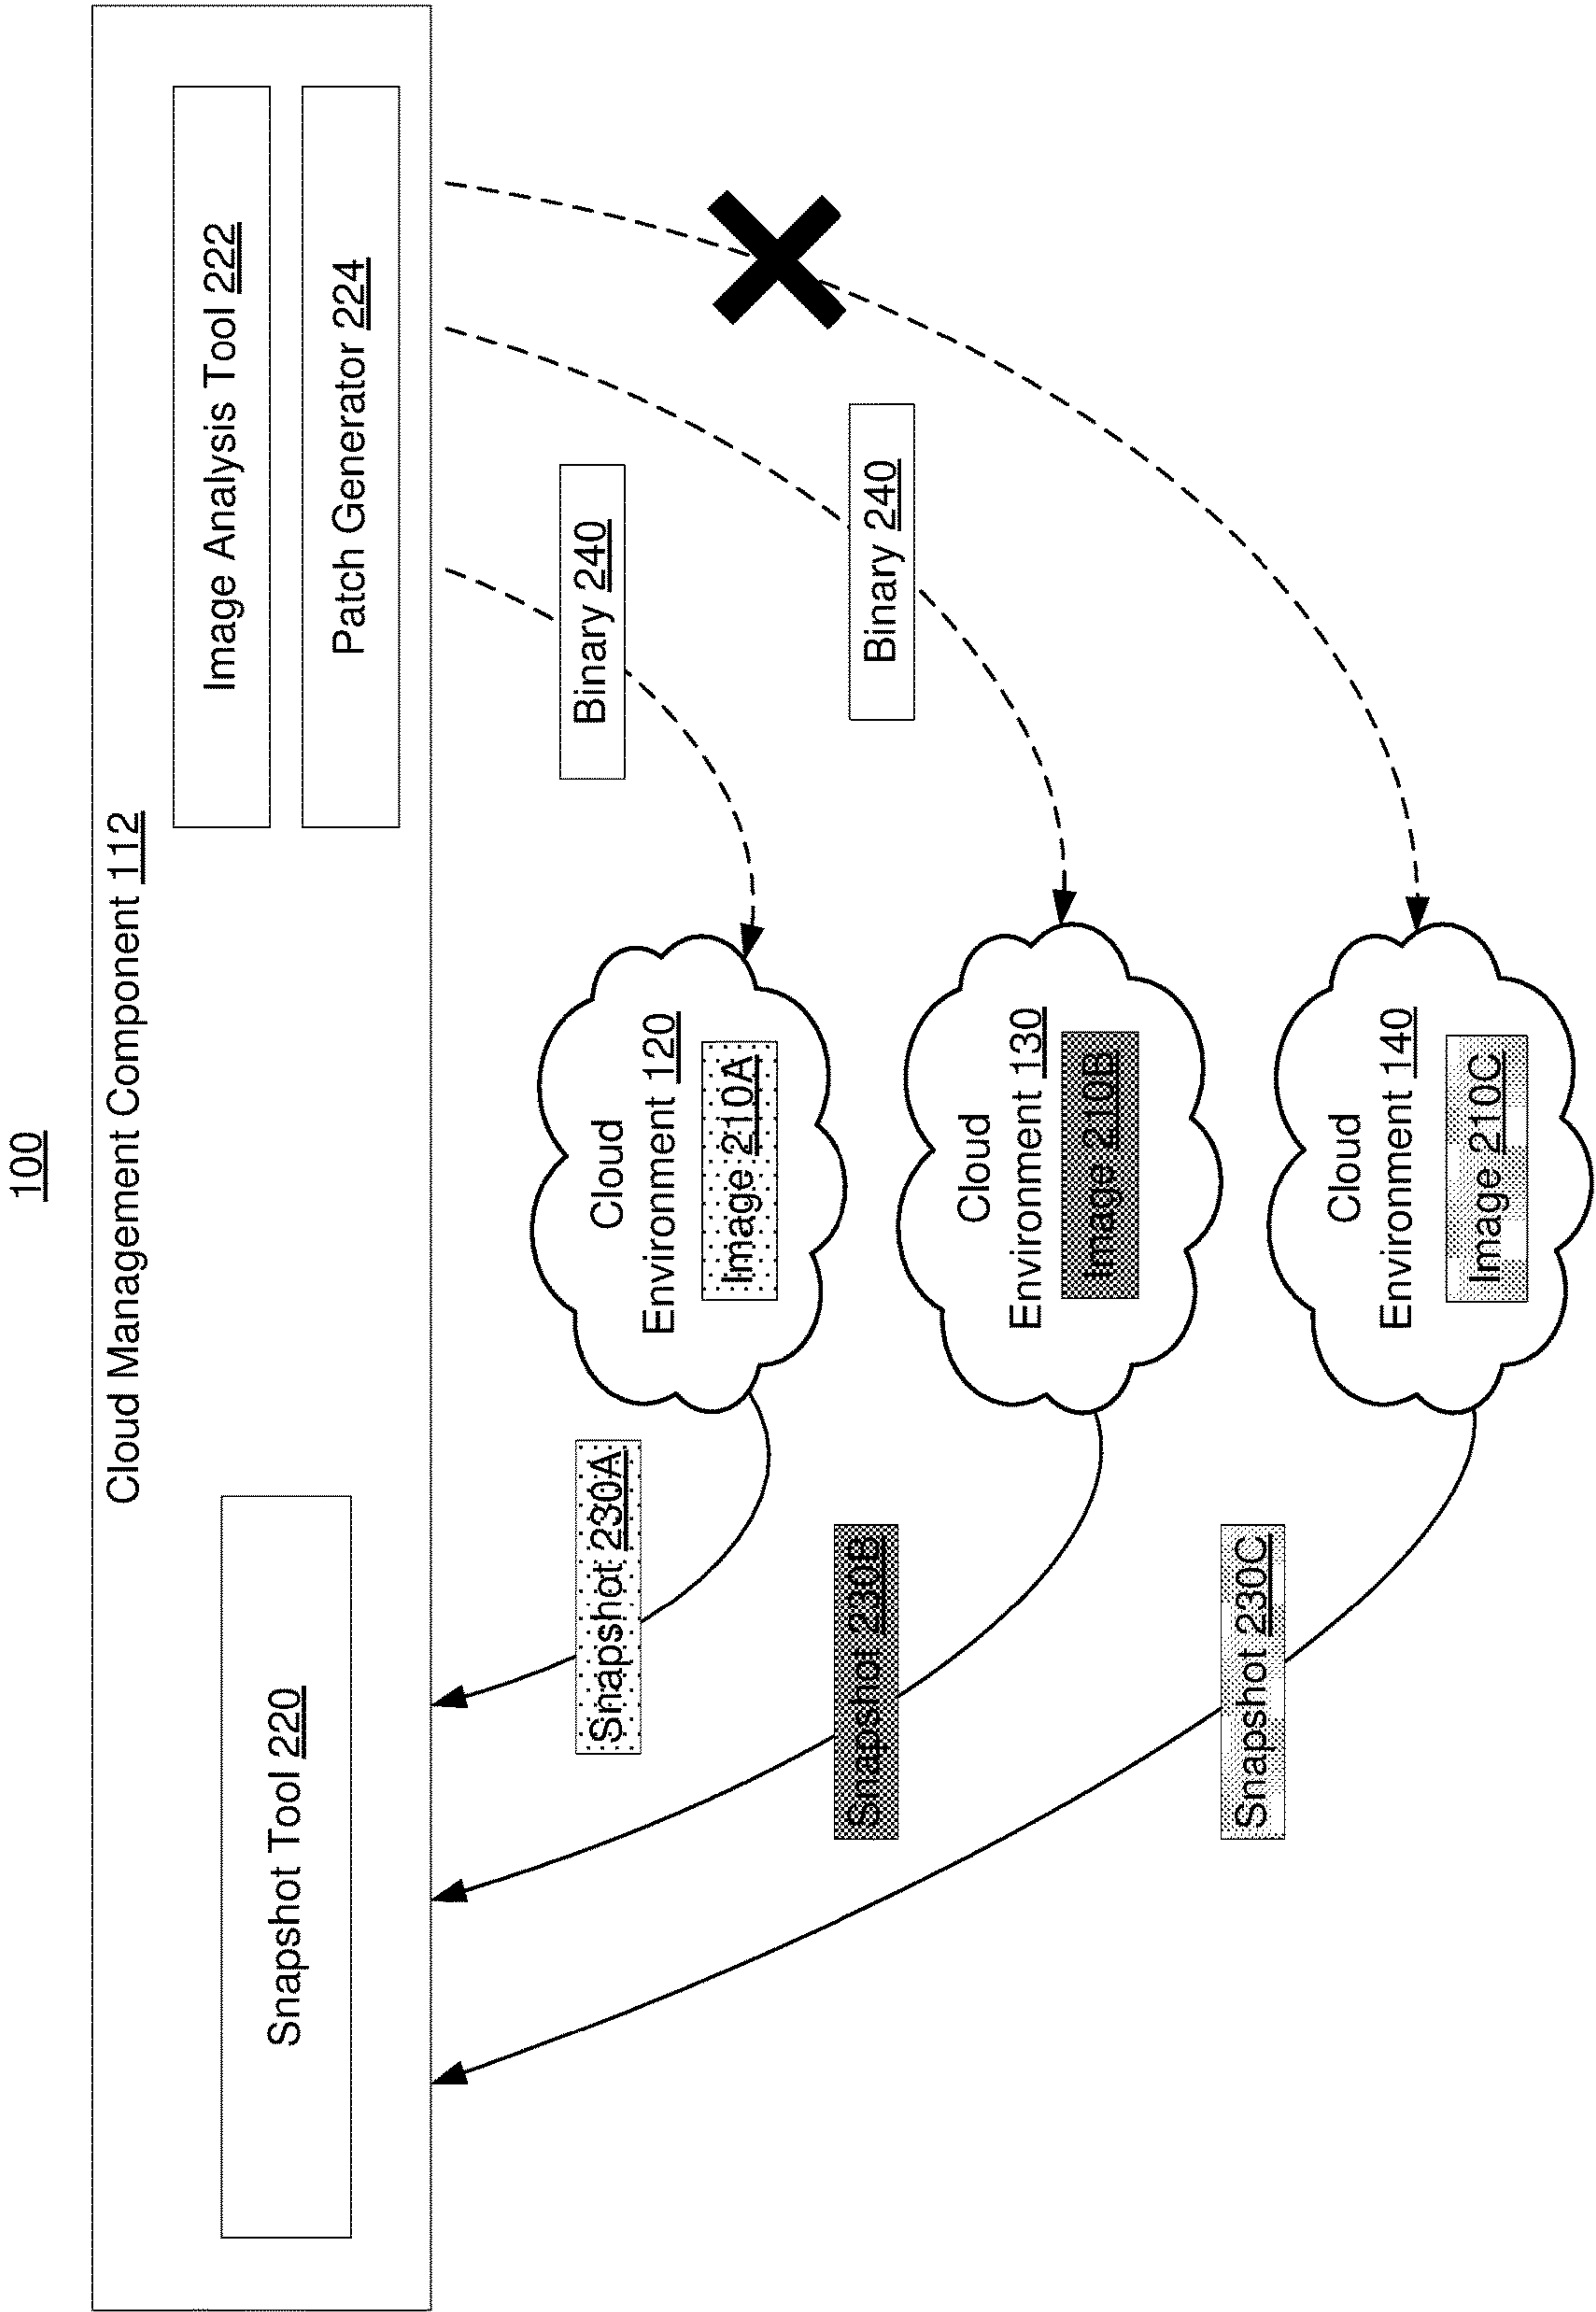 100
Cloud Management Component 112
Snapshot Tool 220
Image Analysis Tool 222
Patch Generator 224
Snapshot 230A
Cloud
Environment 120
Image 210A
Binary 240
Snapshot 230B
Cloud
Environment 130
Image 210B
Binary 240
Snapshot 230C
Cloud
Environment 140
Image 210C